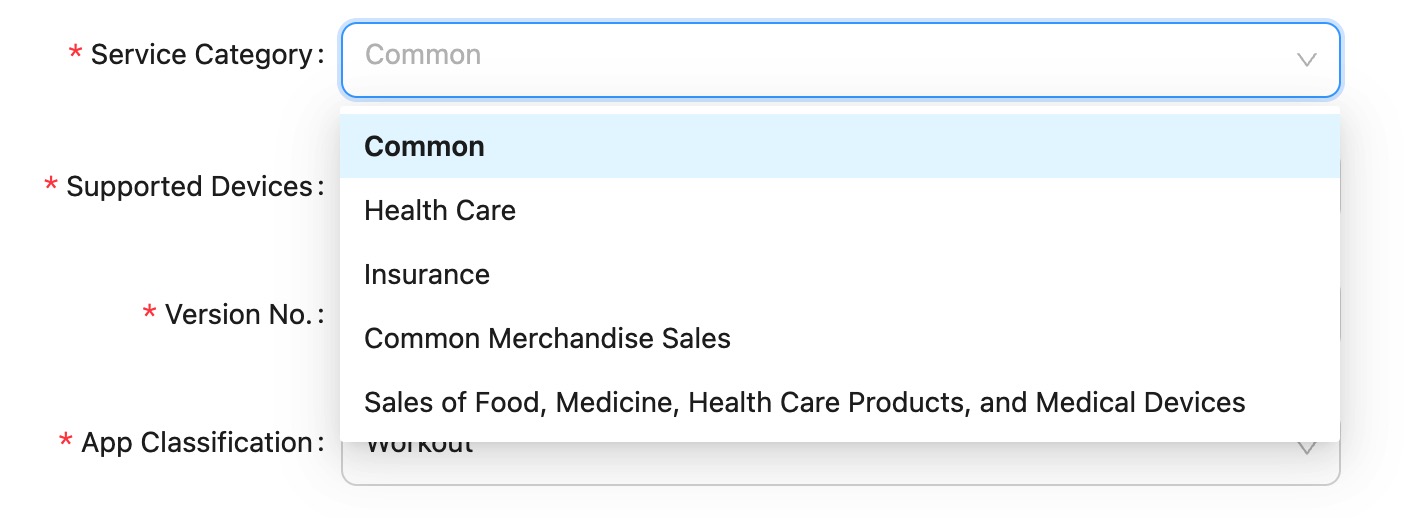 * Service Category: Common
Common
* Supported Devices:
Health Care
Insurance
* Version No.:
Common Merchandise Sales
Sales of Food, Medicine, Health Care Products, and Medical Devices
* App Classification: Workout